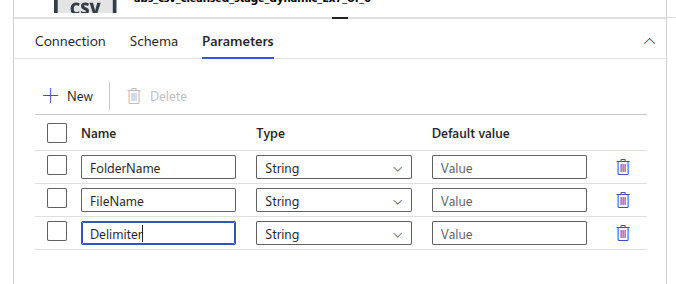 CSV
Connection Schema Parameters
New Delete
Name Type Default value
FolderName String Value
FileName String Value
Delimiter String Value